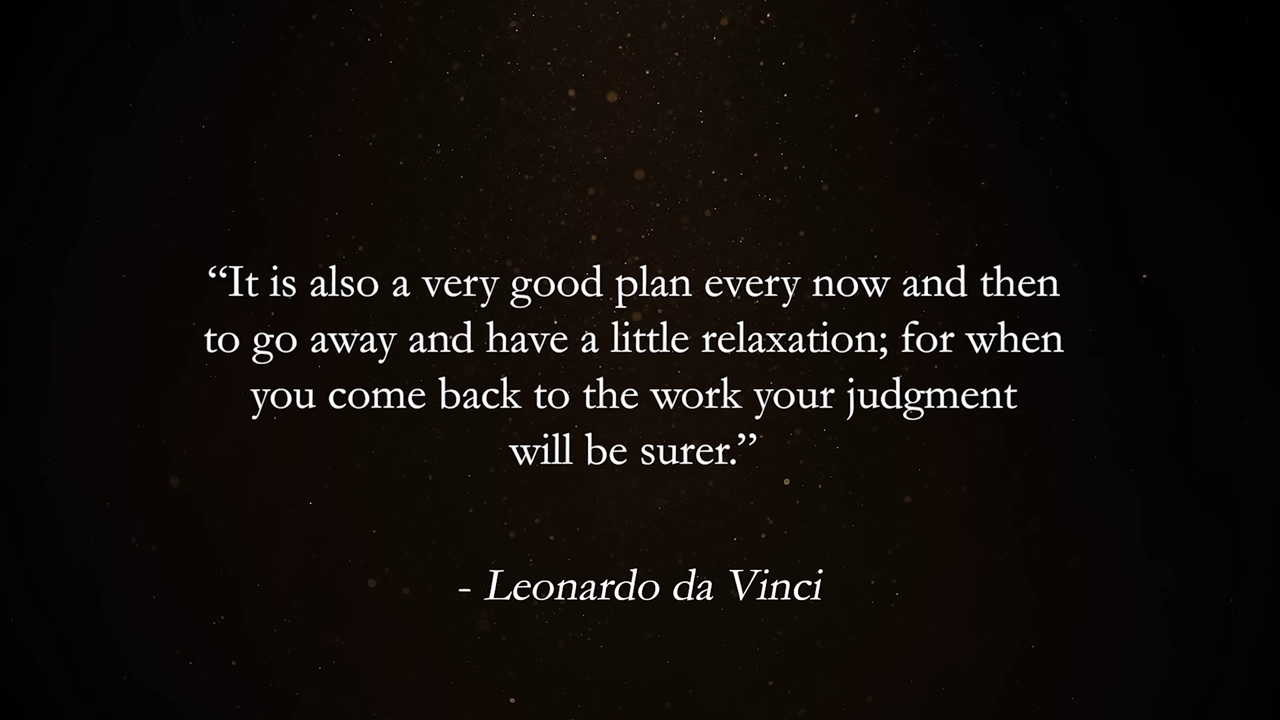 “It is also a very good plan every now and then
to go away and have a little relaxation; for when
you come back to the work your judgment
will be surer.”
- Leonardo da Vinci